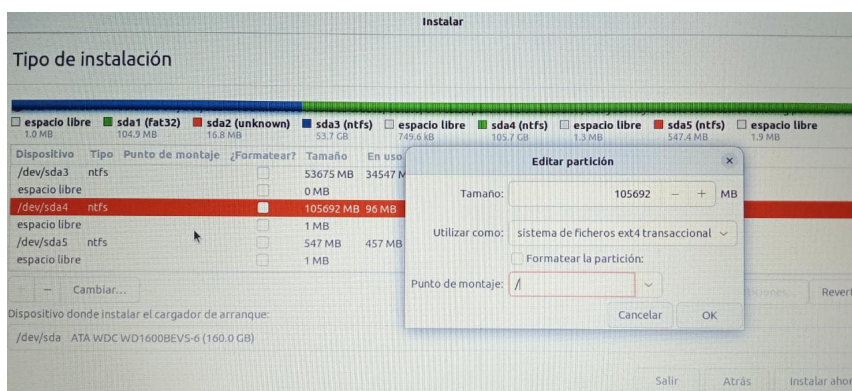 Instalar
Tipo de instalación
espacio libre sda1 (fat32) sda2 (unknown) sda3 (ntfs) espacio libre sda4 (ntfs) espacio libre sda5 (ntfs) espacio libre
1.0 MB 104.9 MB 16.8 MB 53.7 GB 749.6 kB 105.7 GB 1.3 MB 547.4 MB 1.9 MB
Dispositivo Tipo Punto de montaje ¿Formatear? Tamaño En uso
/dev/sda3 ntfs 53675 MB 34547 M
espacio libre 0 MB
/dev/sda4 ntfs 105692 MB 96 MB
espacio libre 1 MB
/dev/sda5 ntfs 547 MB 457 MB
espacio libre 1 MB
Editar partición
Tamaño: 105692 − + MB
Utilizar como: sistema de ficheros ext4 transaccional
Formatear la partición:
Punto de montaje: /
Cancelar OK
+ − Cambiar... Revert
Dispositivo donde instalar el cargador de arranque:
/dev/sda ATA WDC WD1600BEVS-6 (160.0 GB)
Salir Atrás Instalar ahor